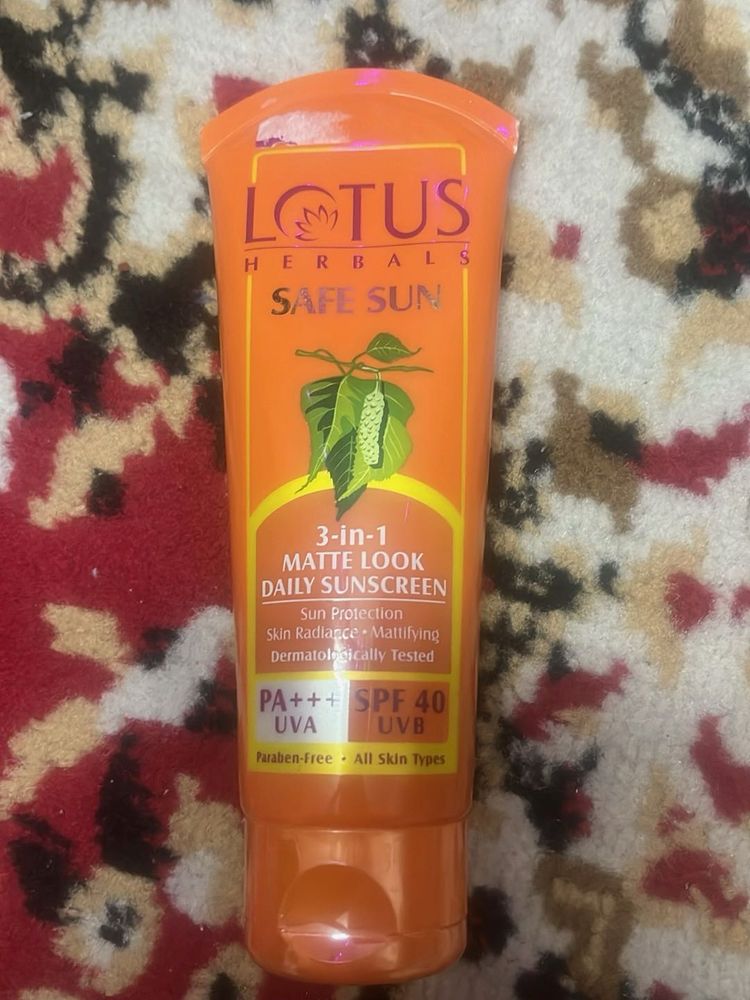 LOTUS
HERBALS
SAFE SUN
3-in-1
MATTE LOOK
DAILY SUNSCREEN
Sun Protection
Skin Radiance • Mattifying
Dermatologically Tested
PA+++ SPF 40
UVA UVB
Paraben-Free • All Skin Types